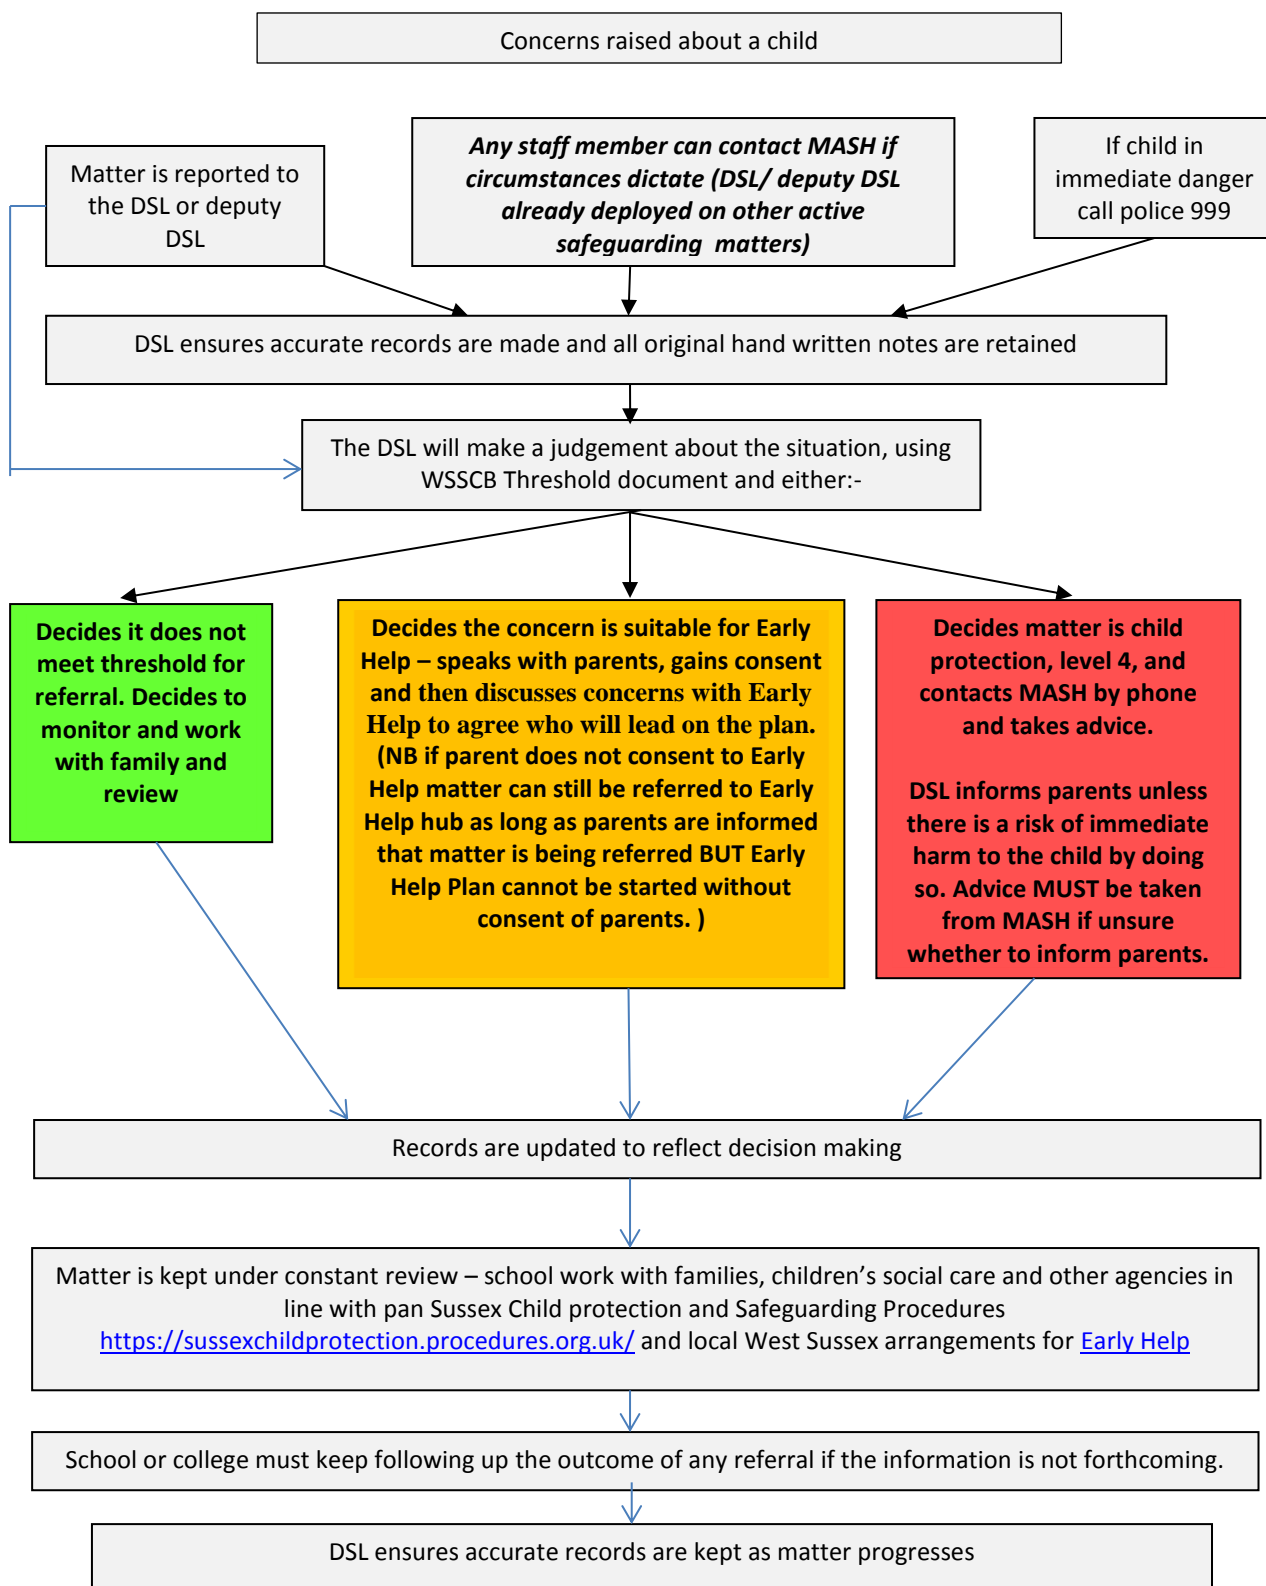 Concerns raised about a child
Matter is reported to
the DSL or deputy
DSL
Any staff member can contact MASH if
circumstances dictate (DSL/ deputy DSL
already deployed on other active
safeguarding matters)
If child in
immediate danger
call police 999
DSL ensures accurate records are made and all original hand written notes are retained
The DSL will make a judgement about the situation, using
WSSCB Threshold document and either:-
Decides it does not
meet threshold for
referral. Decides to
monitor and work
with family and
review
Decides the concern is suitable for Early
Help – speaks with parents, gains consent
and then discusses concerns with Early
Help to agree who will lead on the plan.
(NB if parent does not consent to Early
Help matter can still be referred to Early
Help hub as long as parents are informed
that matter is being referred BUT Early
Help Plan cannot be started without
consent of parents. )
Decides matter is child
protection, level 4, and
contacts MASH by phone
and takes advice.
DSL informs parents unless
there is a risk of immediate
harm to the child by doing
so. Advice MUST be taken
from MASH if unsure
whether to inform parents.
Records are updated to reflect decision making
Matter is kept under constant review – school work with families, children’s social care and other agencies in
line with pan Sussex Child protection and Safeguarding Procedures
https://sussexchildprotection.procedures.org.uk/ and local West Sussex arrangements for Early Help
School or college must keep following up the outcome of any referral if the information is not forthcoming.
DSL ensures accurate records are kept as matter progresses